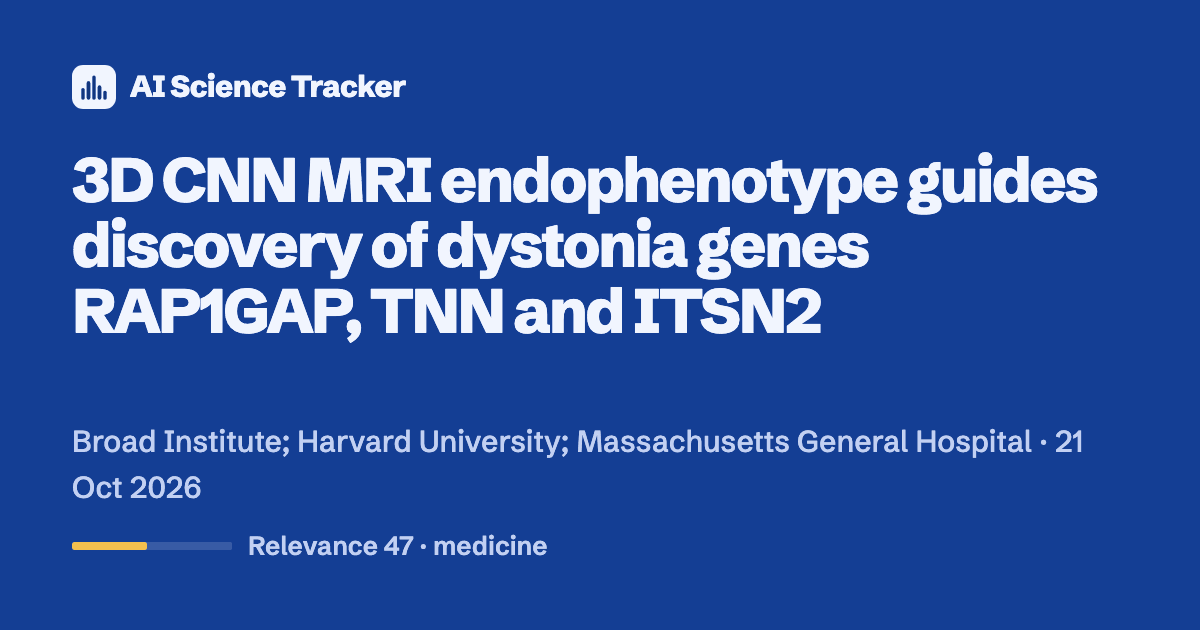 AI Science Tracker
3D CNN MRI endophenotype guides
discovery of dystonia genes
RAP1GAP, TNN and ITSN2
Broad Institute; Harvard University; Massachusetts General Hospital · 21
Oct 2026
Relevance 47 · medicine